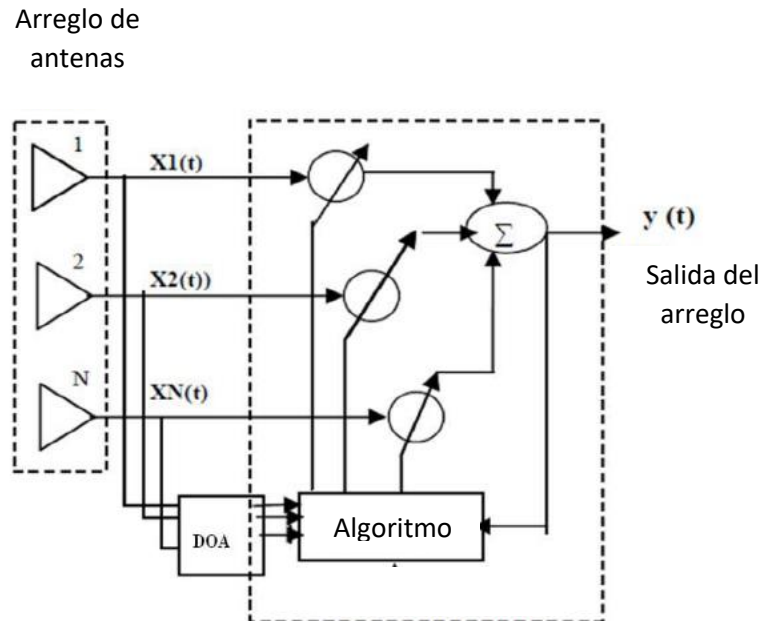 Arreglo de
antenas
1
X1(t)
y (t)
Σ
Salida del
arreglo
2
X2(t))
N
XN(t)
DOA
Algoritmo